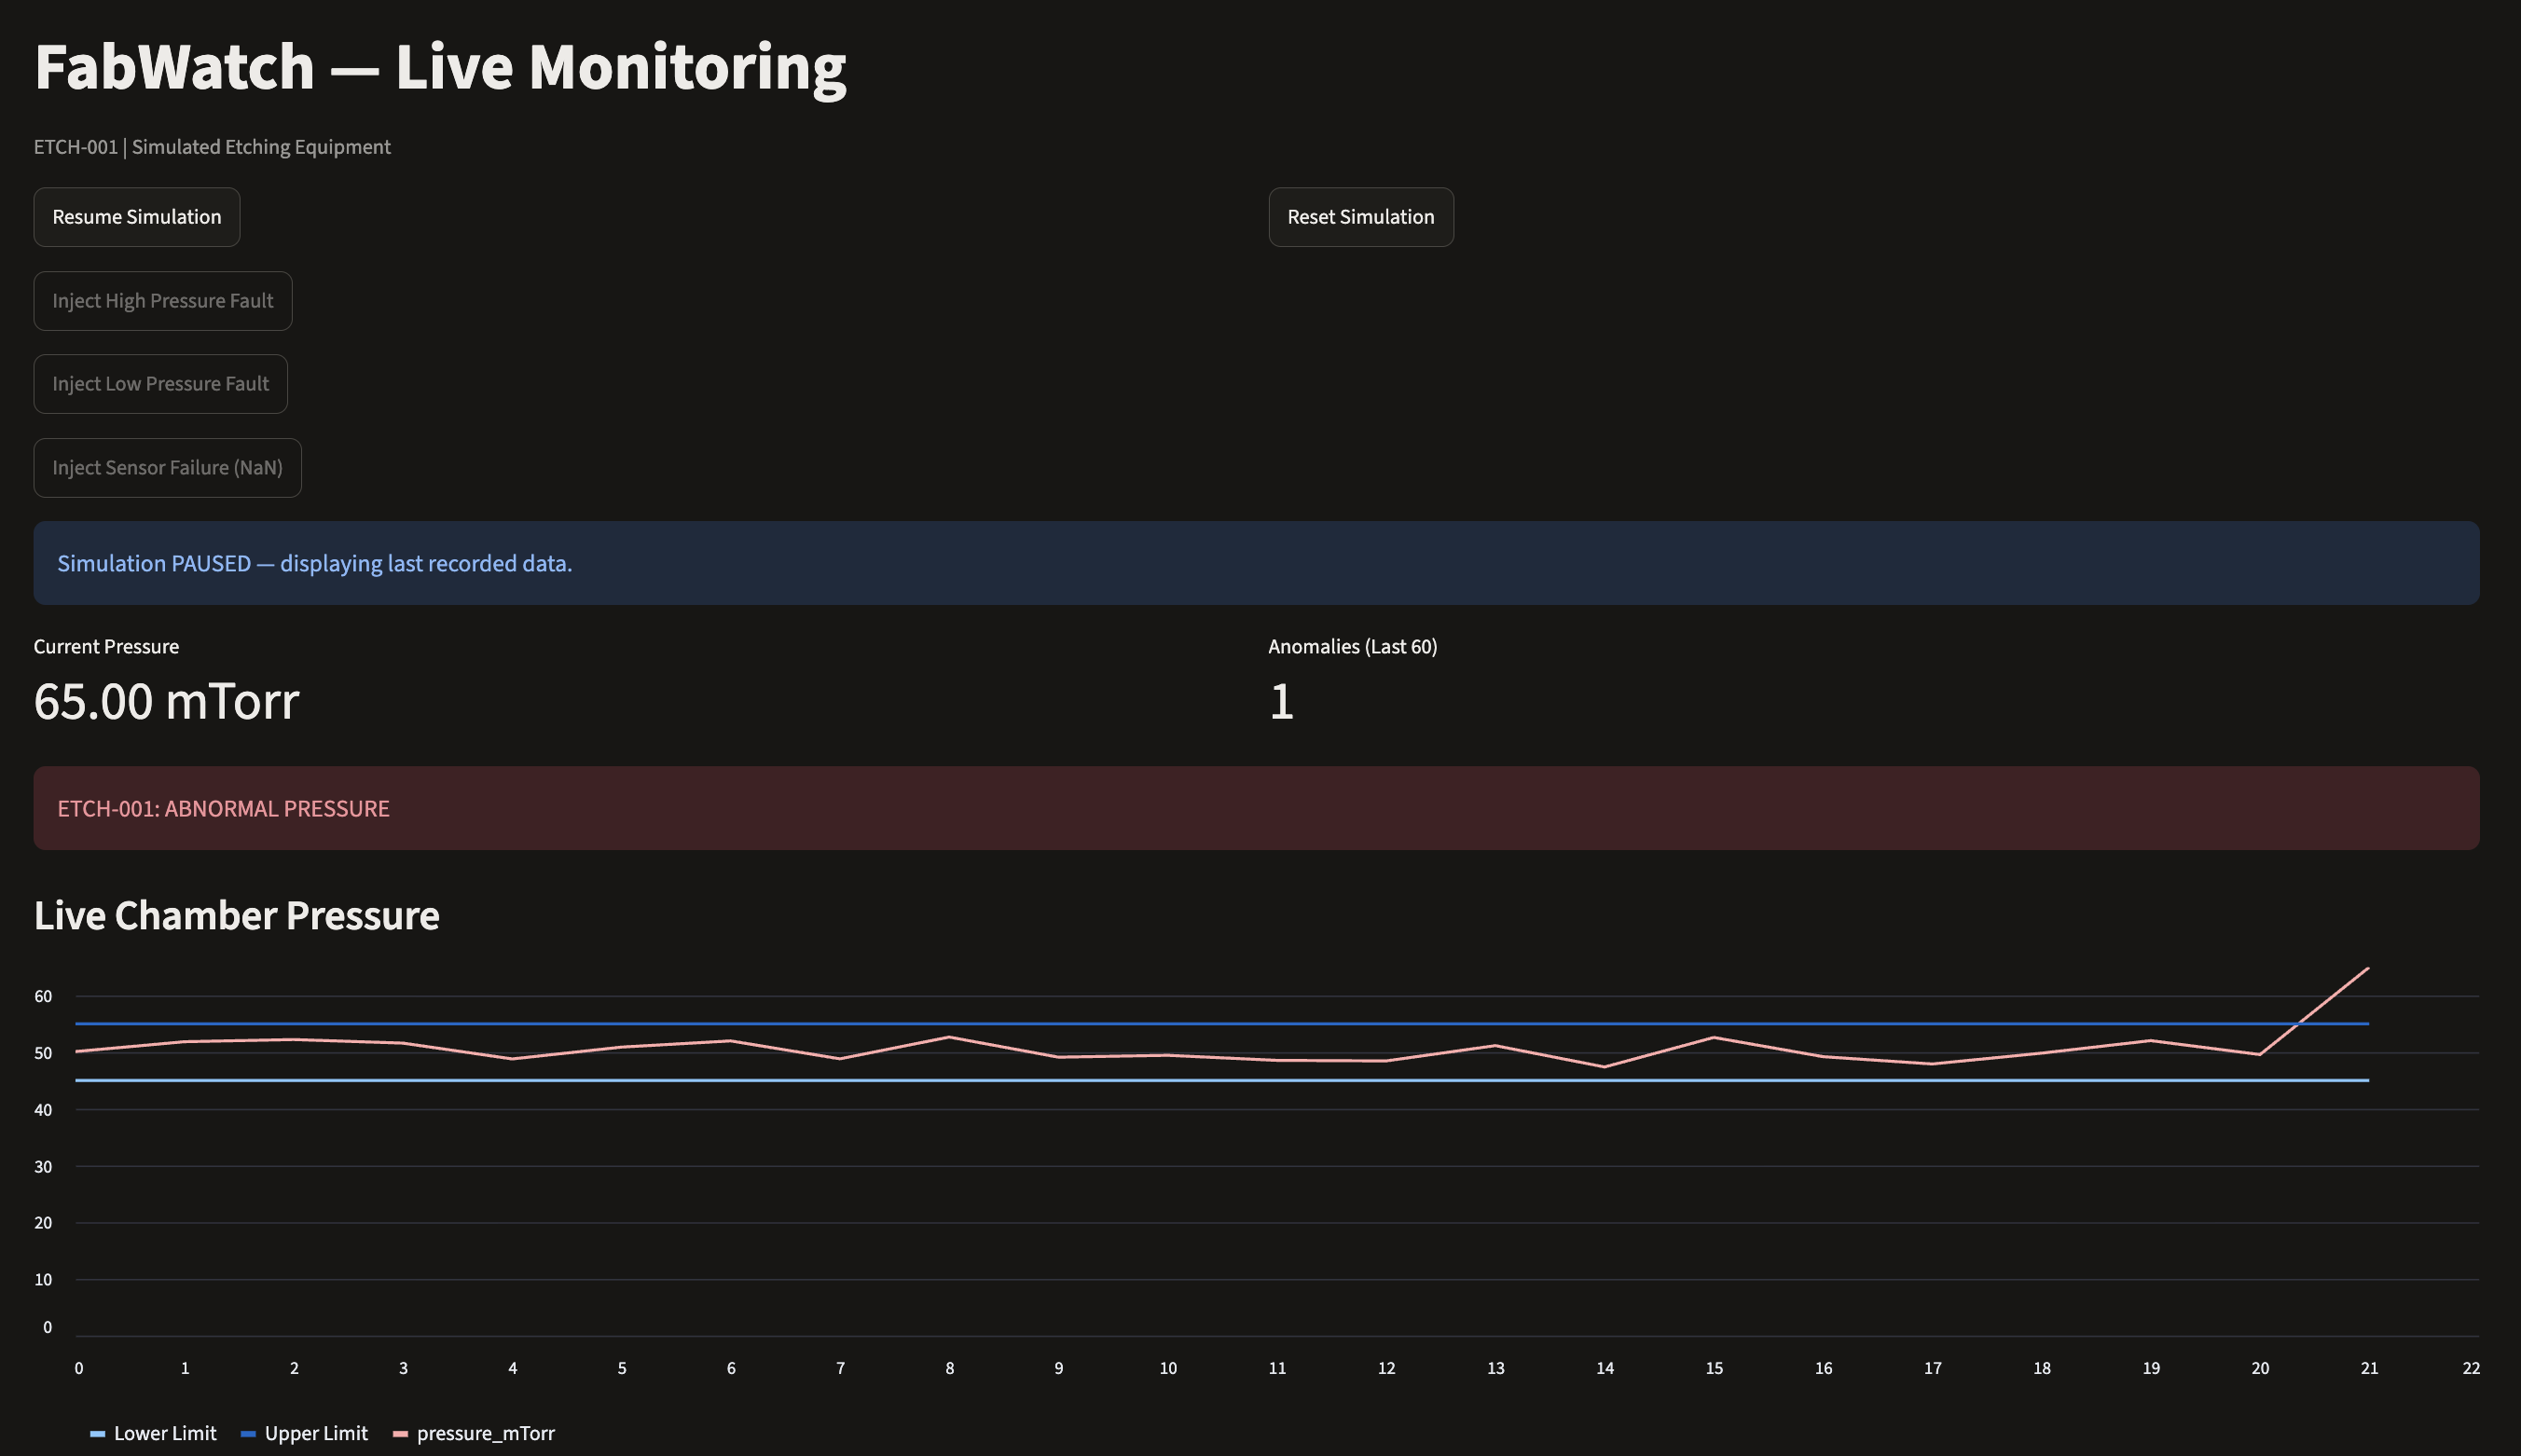 FabWatch — Live Monitoring
ETCH-001 | Simulated Etching Equipment
Resume Simulation
Reset Simulation
Inject High Pressure Fault
Inject Low Pressure Fault
Inject Sensor Failure (NaN)
Simulation PAUSED — displaying last recorded data.
Current Pressure
Anomalies (Last 60)
65.00 mTorr
1
ETCH-001: ABNORMAL PRESSURE
Live Chamber Pressure
60
50
40
30
20
10
0
0 1 2 3 4 5 6 7 8 9 10 11 12 13 14 15 16 17 18 19 20 21 22
Lower Limit Upper Limit pressure_mTorr